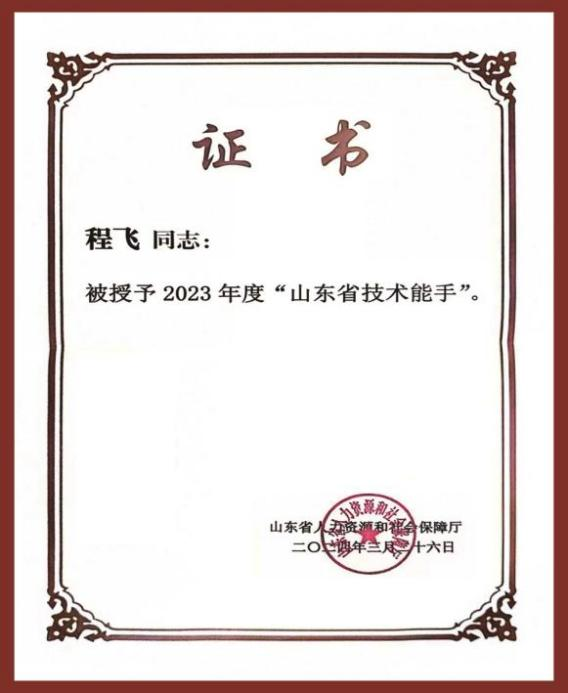 证 书
程飞 同志：
被授予 2023 年度“山东省技术能手”。
山东省人力资源和社会保障厅
二〇二四年三月二十六日